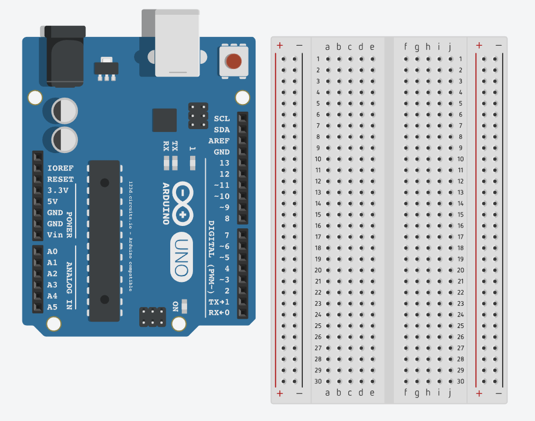 SCL
SDA
AREF
GND
13
12
~11
~10
~9
8
7
~6
~5
4
~3
2
TX→1
RX←0
DIGITAL (PWM~)
IOREF
RESET
3.3V
5V
GND
GND
Vin
POWER
A0
A1
A2
A3
A4
A5
ANALOG IN
RX
TX
1
ARDUINO
UNO
ON
+ − a b c d e f g h i j + −
1 1
2 2
3 3
4 4
5 5
6 6
7 7
8 8
9 9
10 10
11 11
12 12
13 13
14 14
15 15
16 16
17 17
18 18
19 19
20 20
21 21
22 22
23 23
24 24
25 25
26 26
27 27
28 28
29 29
30 30
+ − a b c d e f g h i j + −